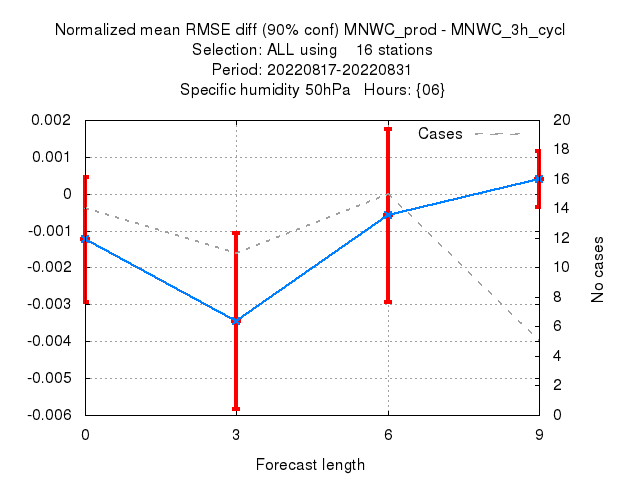 Normalized mean RMSE diff (90% conf) MNWC_prod - MNWC_3h_cycl
Selection: ALL using    16 stations
Period: 20220817-20220831
Specific humidity 50hPa   Hours: {06}
Cases
0.002
0.001
0
-0.001
-0.002
-0.003
-0.004
-0.005
-0.006
20
18
16
14
12
10
8
6
4
2
0
No cases
0 3 6 9
Forecast length